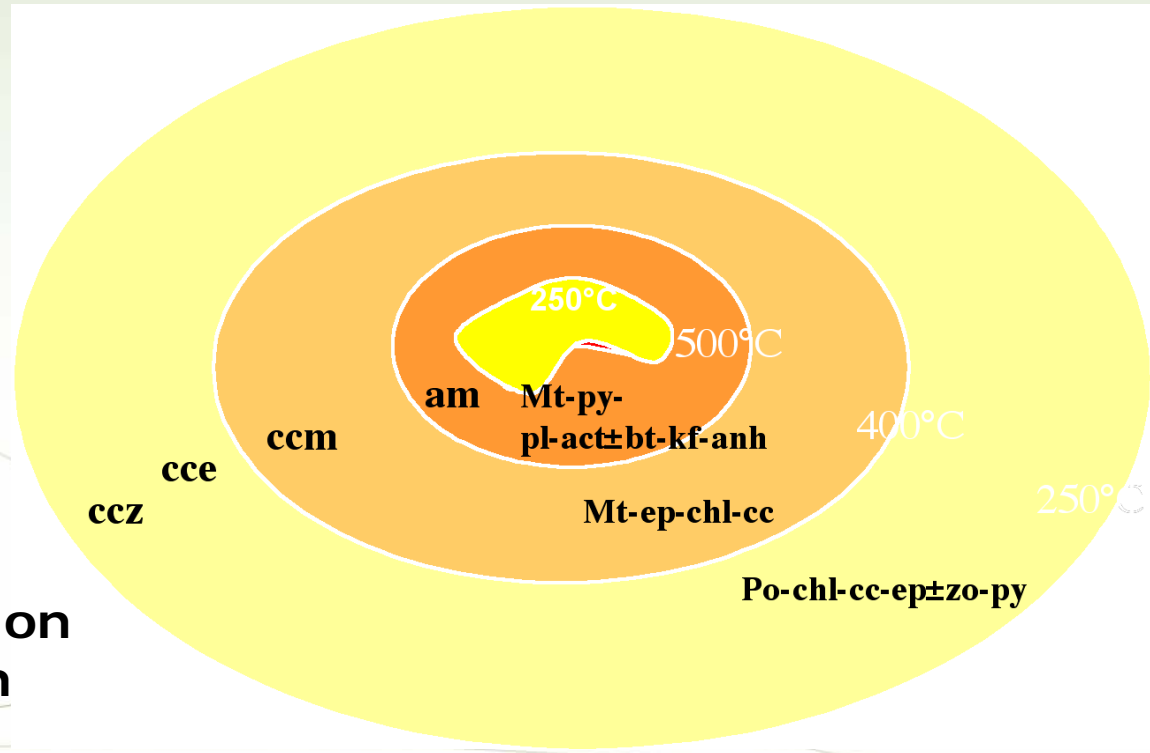 250°C
500°C
am
Mt-py-
pl-act±bt-kf-anh
400°C
ccm
cce
ccz
250°C
Mt-ep-chl-cc
Po-chl-cc-ep±zo-py
on